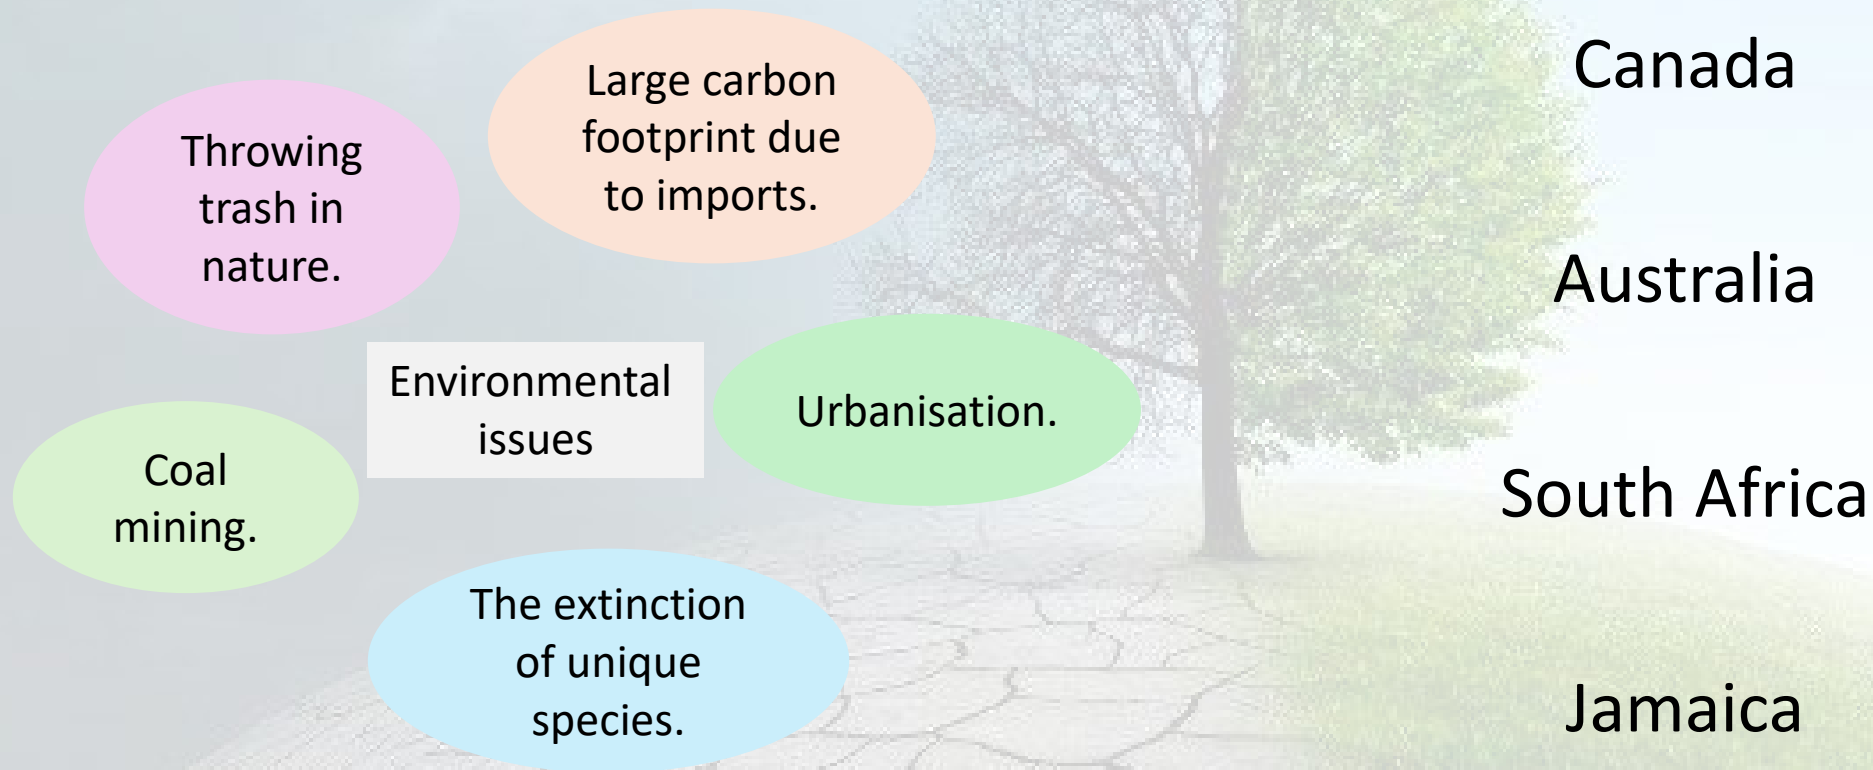 Large carbon
footprint due
to imports.
Throwing
trash in
nature.
Environmental
issues
Urbanisation.
Coal
mining.
The extinction
of unique
species.
Canada
Australia
South Africa
Jamaica